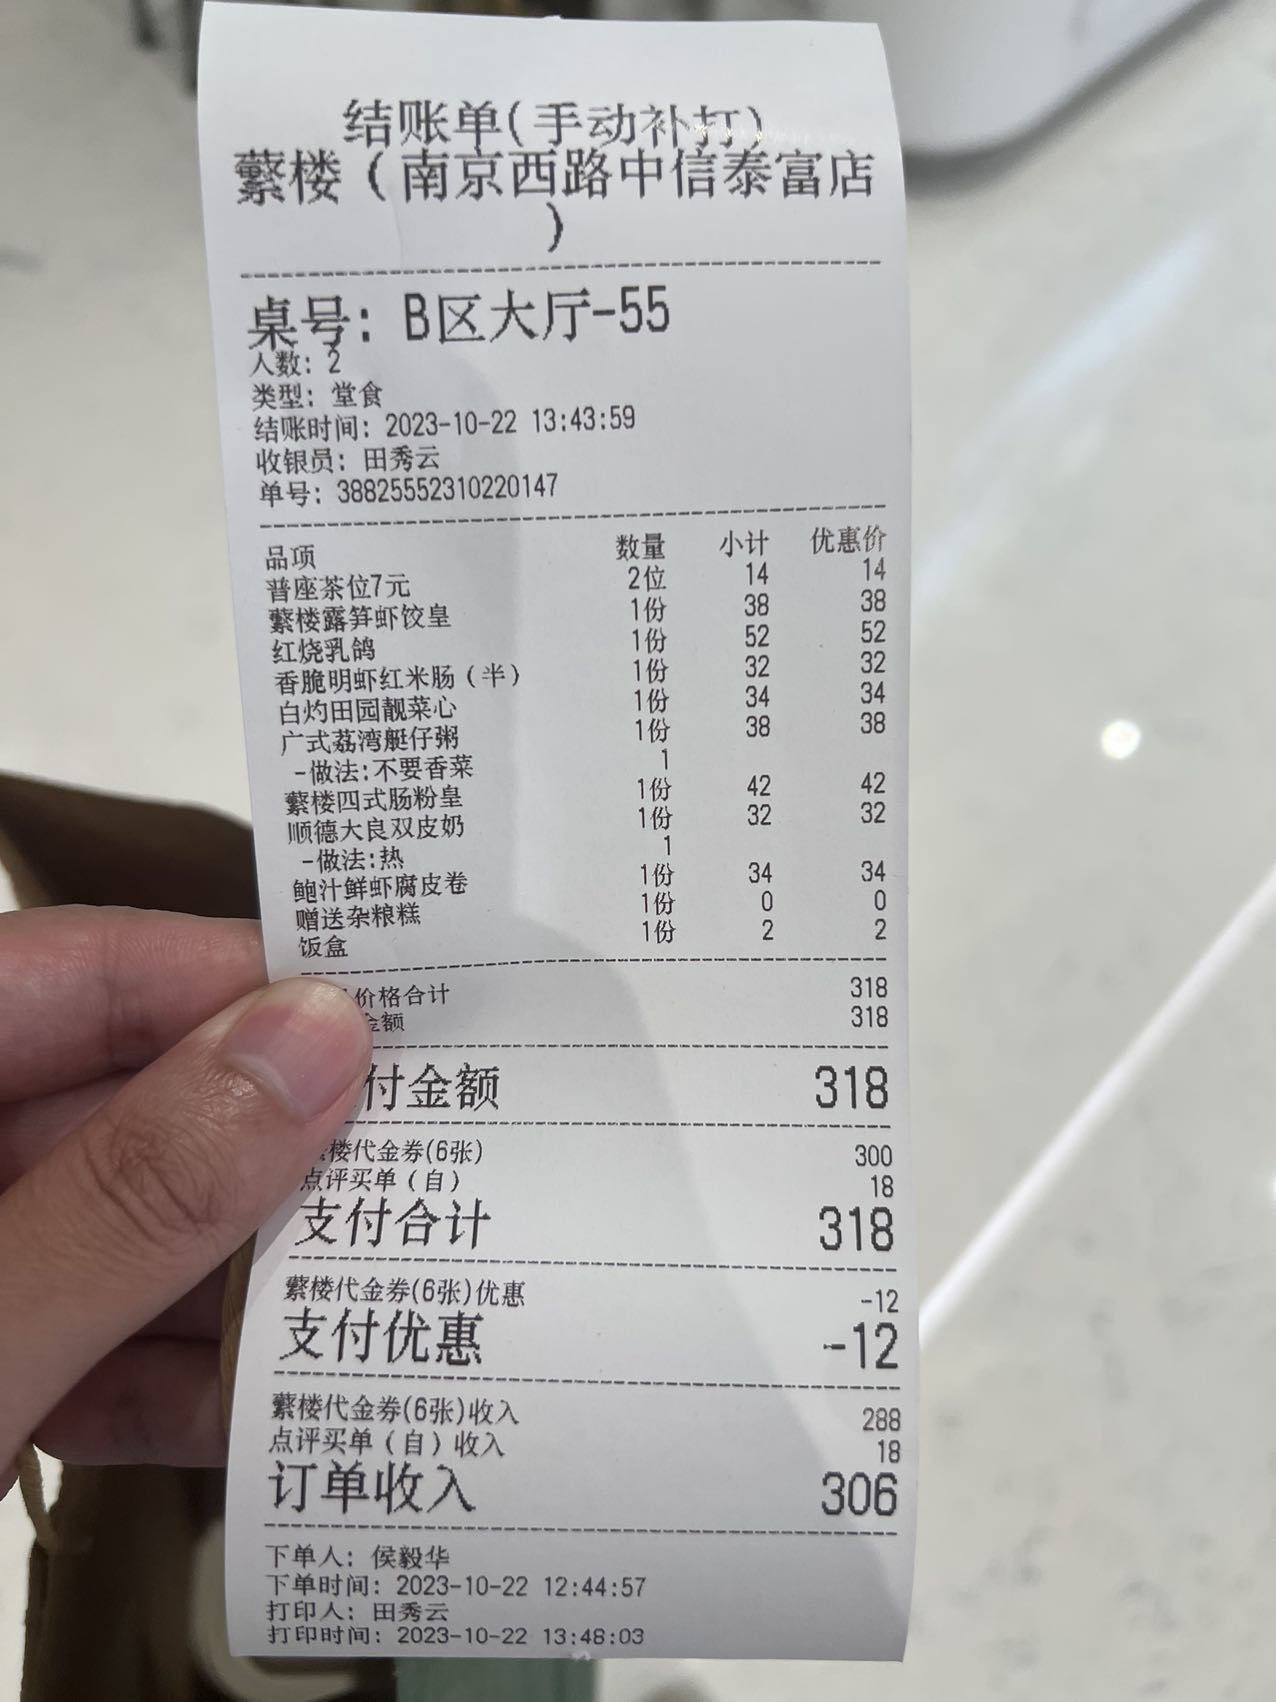 结账单(手动补打)
蘩楼（南京西路中信泰富店
）
桌号: B区大厅-55
人数: 2
类型: 堂食
结账时间: 2023-10-22 13:43:59
收银员: 田秀云
单号: 38825552310220147
品项 数量 小计 优惠价
普座茶位7元 2位 14 14
蘩楼露笋虾饺皇 1份 38 38
红烧乳鸽 1份 52 52
香脆明虾红米肠（半） 1份 32 32
白灼田园靓菜心 1份 34 34
广式荔湾艇仔粥 1份 38 38
-做法:不要香菜 1
蘩楼四式肠粉皇 1份 42 42
顺德大良双皮奶 1份 32 32
-做法:热 1
鲍汁鲜虾腐皮卷 1份 34 34
赠送杂粮糕 1份 0 0
饭盒 1份 2 2
价格合计 318
金额 318
付金额 318
楼代金券(6张) 300
点评买单（自） 18
支付合计 318
蘩楼代金券(6张)优惠 -12
支付优惠 -12
蘩楼代金券(6张)收入 288
点评买单（自）收入 18
订单收入 306
下单人: 侯毅华
下单时间: 2023-10-22 12:44:57
打印人: 田秀云
打印时间: 2023-10-22 13:48:03